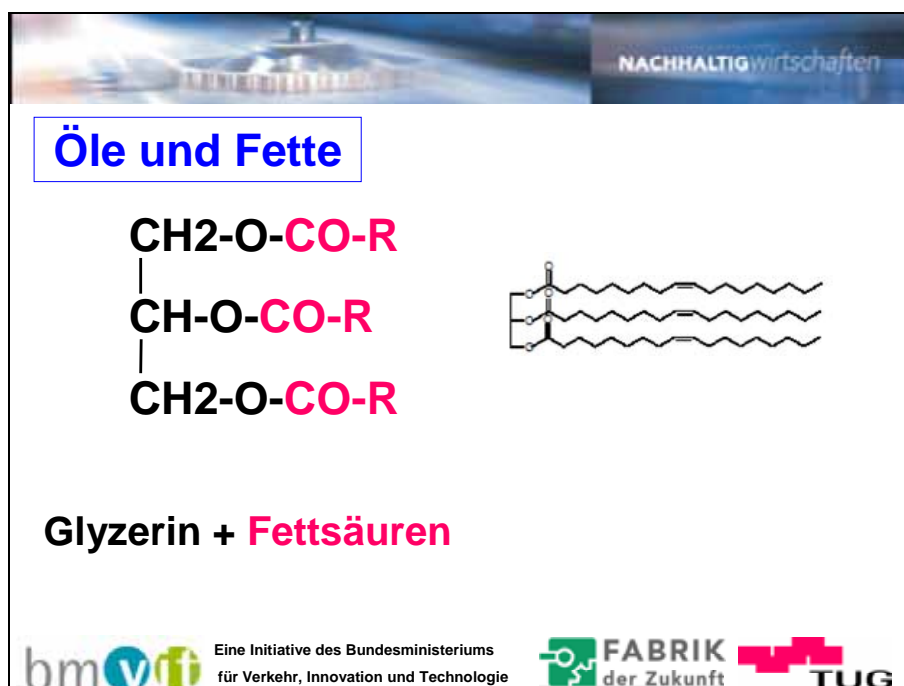 NACHHALTIGwirtschaften
Öle und Fette
CH2-O-CO-R
CH-O-CO-R
CH2-O-CO-R
O
O
O
O
O
O
Glyzerin + Fettsäuren
bmvit
Eine Initiative des Bundesministeriums
für Verkehr, Innovation und Technologie
FABRIK
der Zukunft
TUG